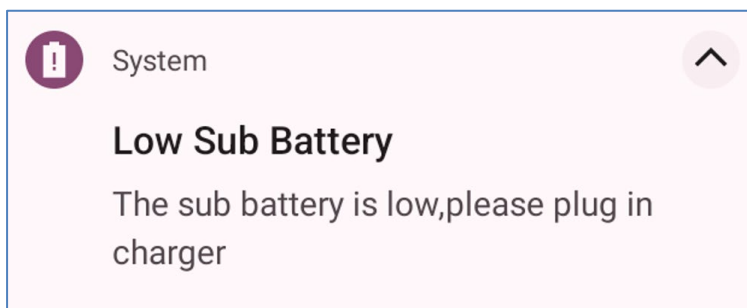 System
Low Sub Battery
The sub battery is low,please plug in
charger